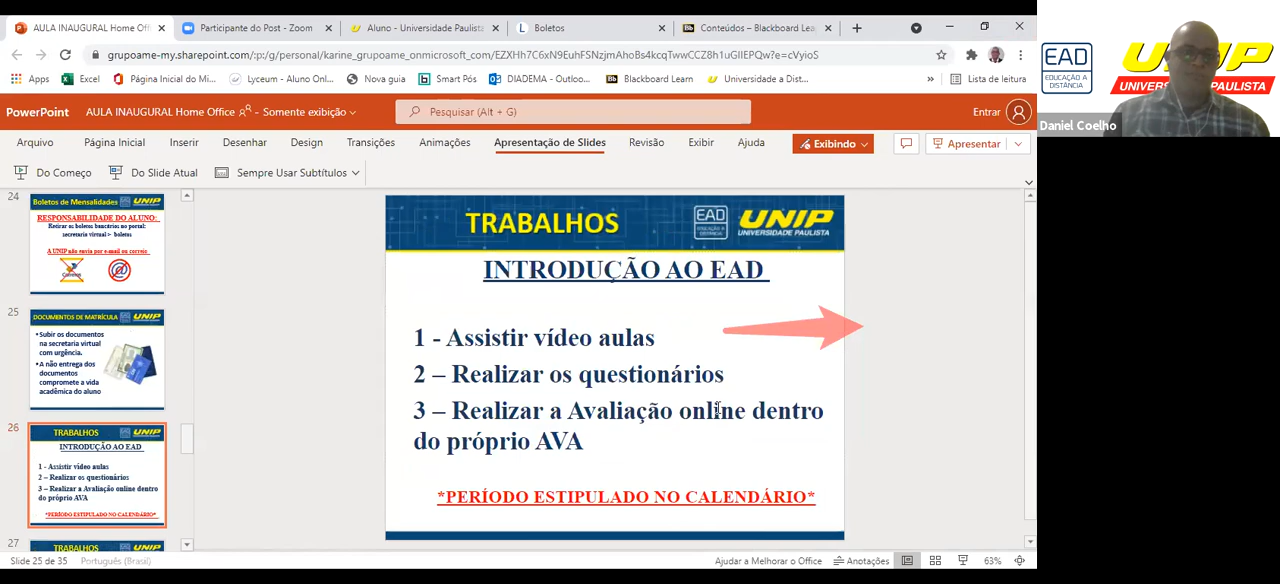 AULA INAUGURAL Home Offi
Participante do Post - Zoom
Aluno - Universidade Paulista
Boletos
Conteúdos – Blackboard Lea
grupoame-my.sharepoint.com/:p:/g/personal/karine_grupoame_onmicrosoft_com/EZXHh7C6xN9EuhFSNzjmAhoBs4kcqTwwCCZ8h1uGIIEPQw?e=cVyioS
Apps
Excel
Página Inicial do Mi...
Lyceum - Aluno Onl...
Nova guia
Smart Pós
DIADEMA - Outloo...
Blackboard Learn
Universidade a Dist...
»
Lista de leitura
PowerPoint
AULA INAUGURAL Home Office
- Somente exibição
Pesquisar (Alt + G)
Entrar
Arquivo
Página Inicial
Inserir
Desenhar
Design
Transições
Animações
Apresentação de Slides
Revisão
Exibir
Ajuda
Exibindo
Apresentar
Do Começo
Do Slide Atual
Sempre Usar Subtítulos
24
Boletos de Mensalidades
UNIP
RESPONSABILIDADE DO ALUNO:
Retirar os boletos bancários no portal:
secretaria virtual> boletos
A UNIP não envia por e-mail ou correio
Correios
@
25
DOCUMENTOS DE MATRÍCULA
UNIP
•Subir os documentos
na secretaria virtual
com urgência.
•A não entrega dos
documentos
compromete a vida
acadêmica do aluno
26
TRABALHOS
UNIP
INTRODUÇÃO AO EAD
1 - Assistir vídeo aulas
2 – Realizar os questionários
3 – Realizar a Avaliação online dentro
do próprio AVA
*PERÍODO ESTIPULADO NO CALENDÁRIO*
27
TRABALHOS
UNIP
TRABALHOS
EAD
EDUCAÇÃO A
DISTÂNCIA
UNIP
UNIVERSIDADE PAULISTA
INTRODUÇÃO AO EAD
1 - Assistir vídeo aulas
2 – Realizar os questionários
3 – Realizar a Avaliação online dentro
do próprio AVA
*PERÍODO ESTIPULADO NO CALENDÁRIO*
Slide 25 de 35
Português (Brasil)
Ajudar a Melhorar o Office
Anotações
63%
EAD
EDUCAÇÃO A
DISTÂNCIA
Daniel Coelho